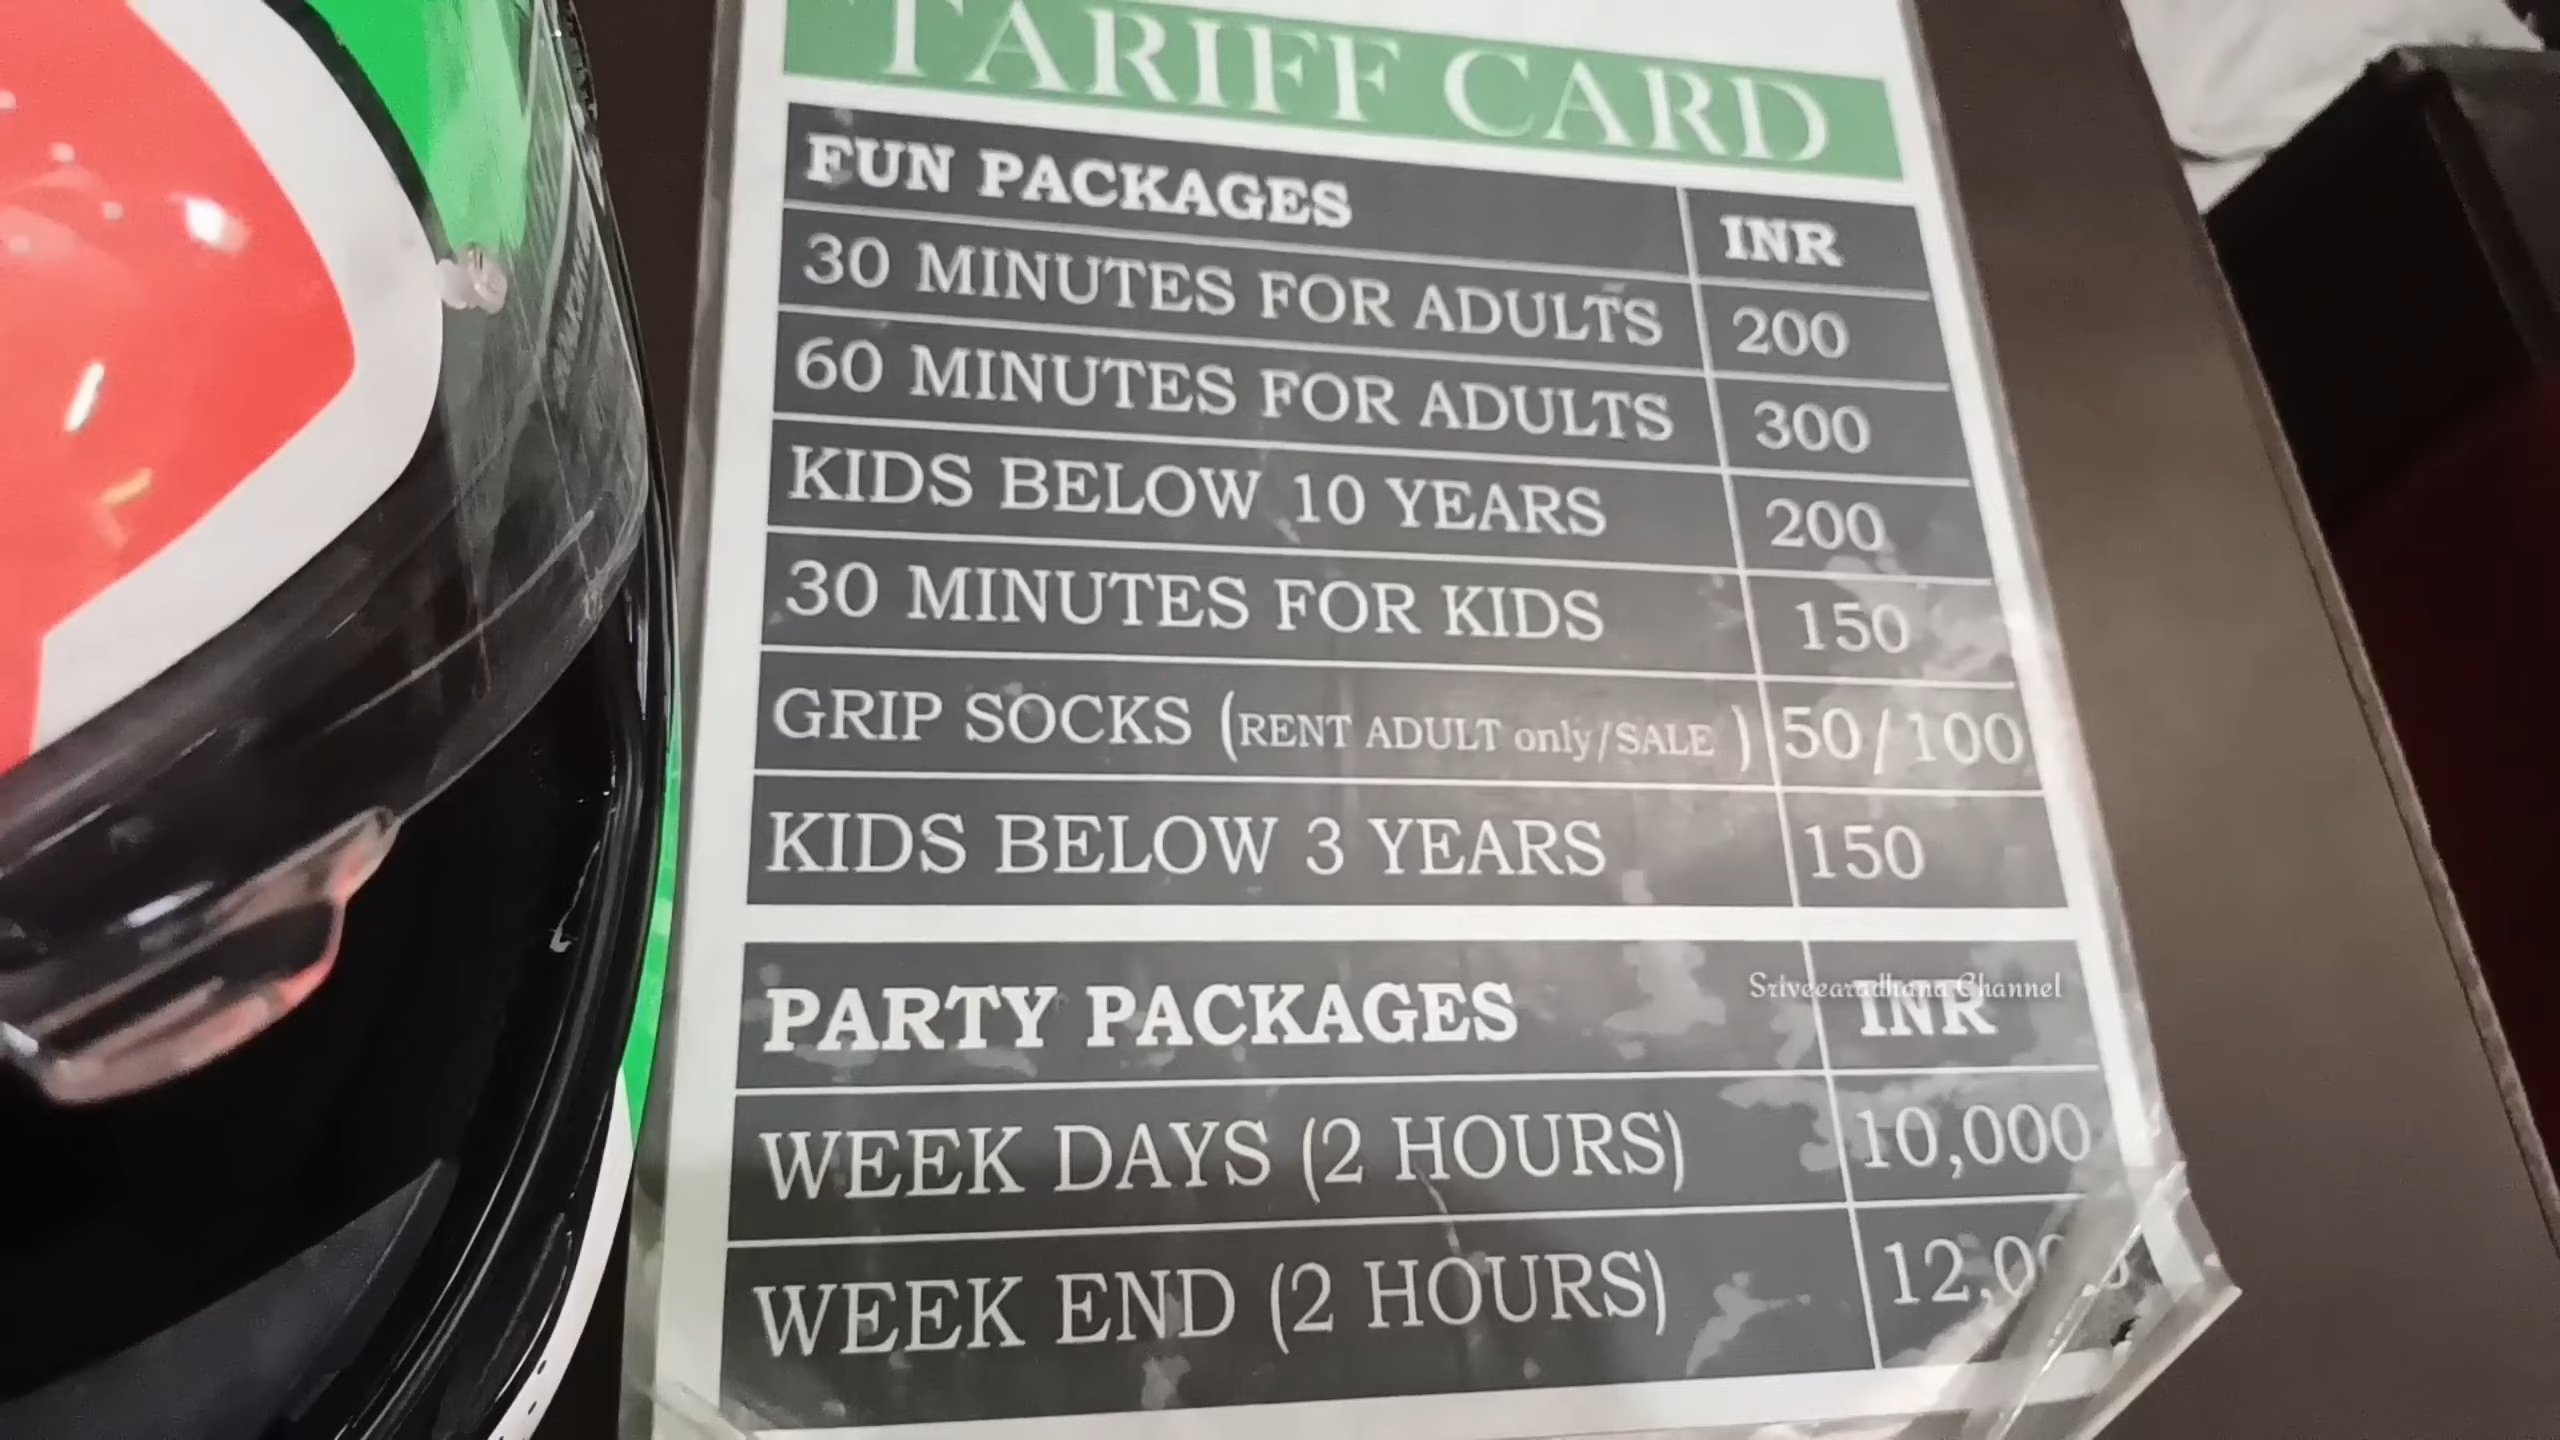 TARIFF CARD
FUN PACKAGES INR
30 MINUTES FOR ADULTS 200
60 MINUTES FOR ADULTS 300
KIDS BELOW 10 YEARS 200
30 MINUTES FOR KIDS 150
GRIP SOCKS (RENT ADULT only/SALE ) 50/100
KIDS BELOW 3 YEARS 150
Sriveearadhana Channel
PARTY PACKAGES INR
WEEK DAYS (2 HOURS) 10,000
WEEK END (2 HOURS)